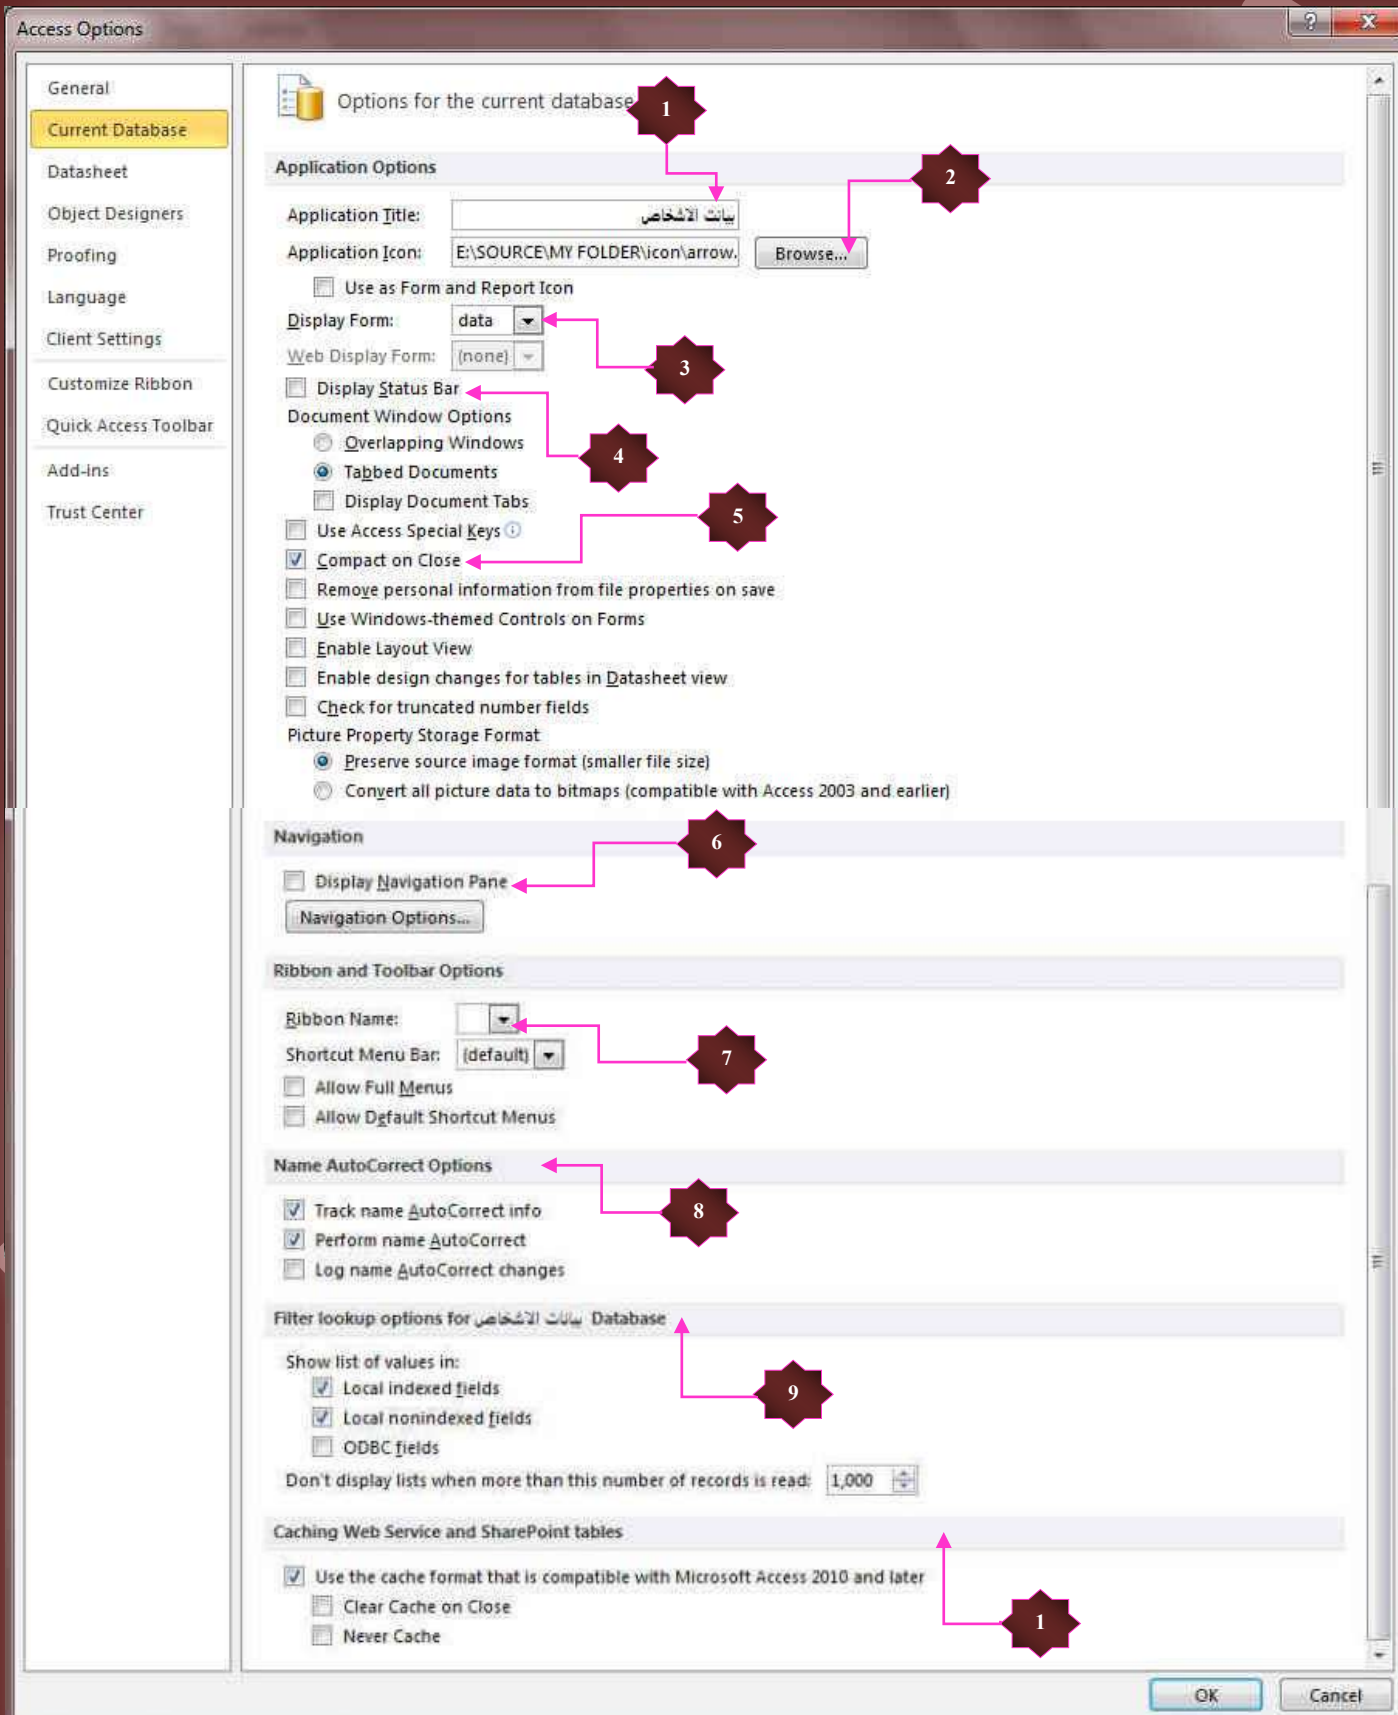 Access Options
?
General
Current Database
Datasheet
Object Designers
Proofing
Language
Client Settings
Customize Ribbon
Quick Access Toolbar
Add-ins
Trust Center
Options for the current database.
1
Application Options
2
Application Title: بيانت الاشخاص
Application Icon: E:\SOURCE\MY FOLDER\icon\arrow. Browse...
Use as Form and Report Icon
Display Form: data
Web Display Form: (none)
3
Display Status Bar
Document Window Options
Overlapping Windows
4
Tabbed Documents
Display Document Tabs
5
Use Access Special Keys
Compact on Close
Remove personal information from file properties on save
Use Windows-themed Controls on Forms
Enable Layout View
Enable design changes for tables in Datasheet view
Check for truncated number fields
Picture Property Storage Format
Preserve source image format (smaller file size)
Convert all picture data to bitmaps (compatible with Access 2003 and earlier)
Navigation
6
Display Navigation Pane
Navigation Options...
Ribbon and Toolbar Options
Ribbon Name:
Shortcut Menu Bar: (default)
7
Allow Full Menus
Allow Default Shortcut Menus
Name AutoCorrect Options
Track name AutoCorrect info
8
Perform name AutoCorrect
Log name AutoCorrect changes
Filter lookup options for بيانات الاشخاص Database
Show list of values in:
Local indexed fields
9
Local nonindexed fields
ODBC fields
Don't display lists when more than this number of records is read: 1,000
Caching Web Service and SharePoint tables
Use the cache format that is compatible with Microsoft Access 2010 and later
Clear Cache on Close
1
Never Cache
OK Cancel